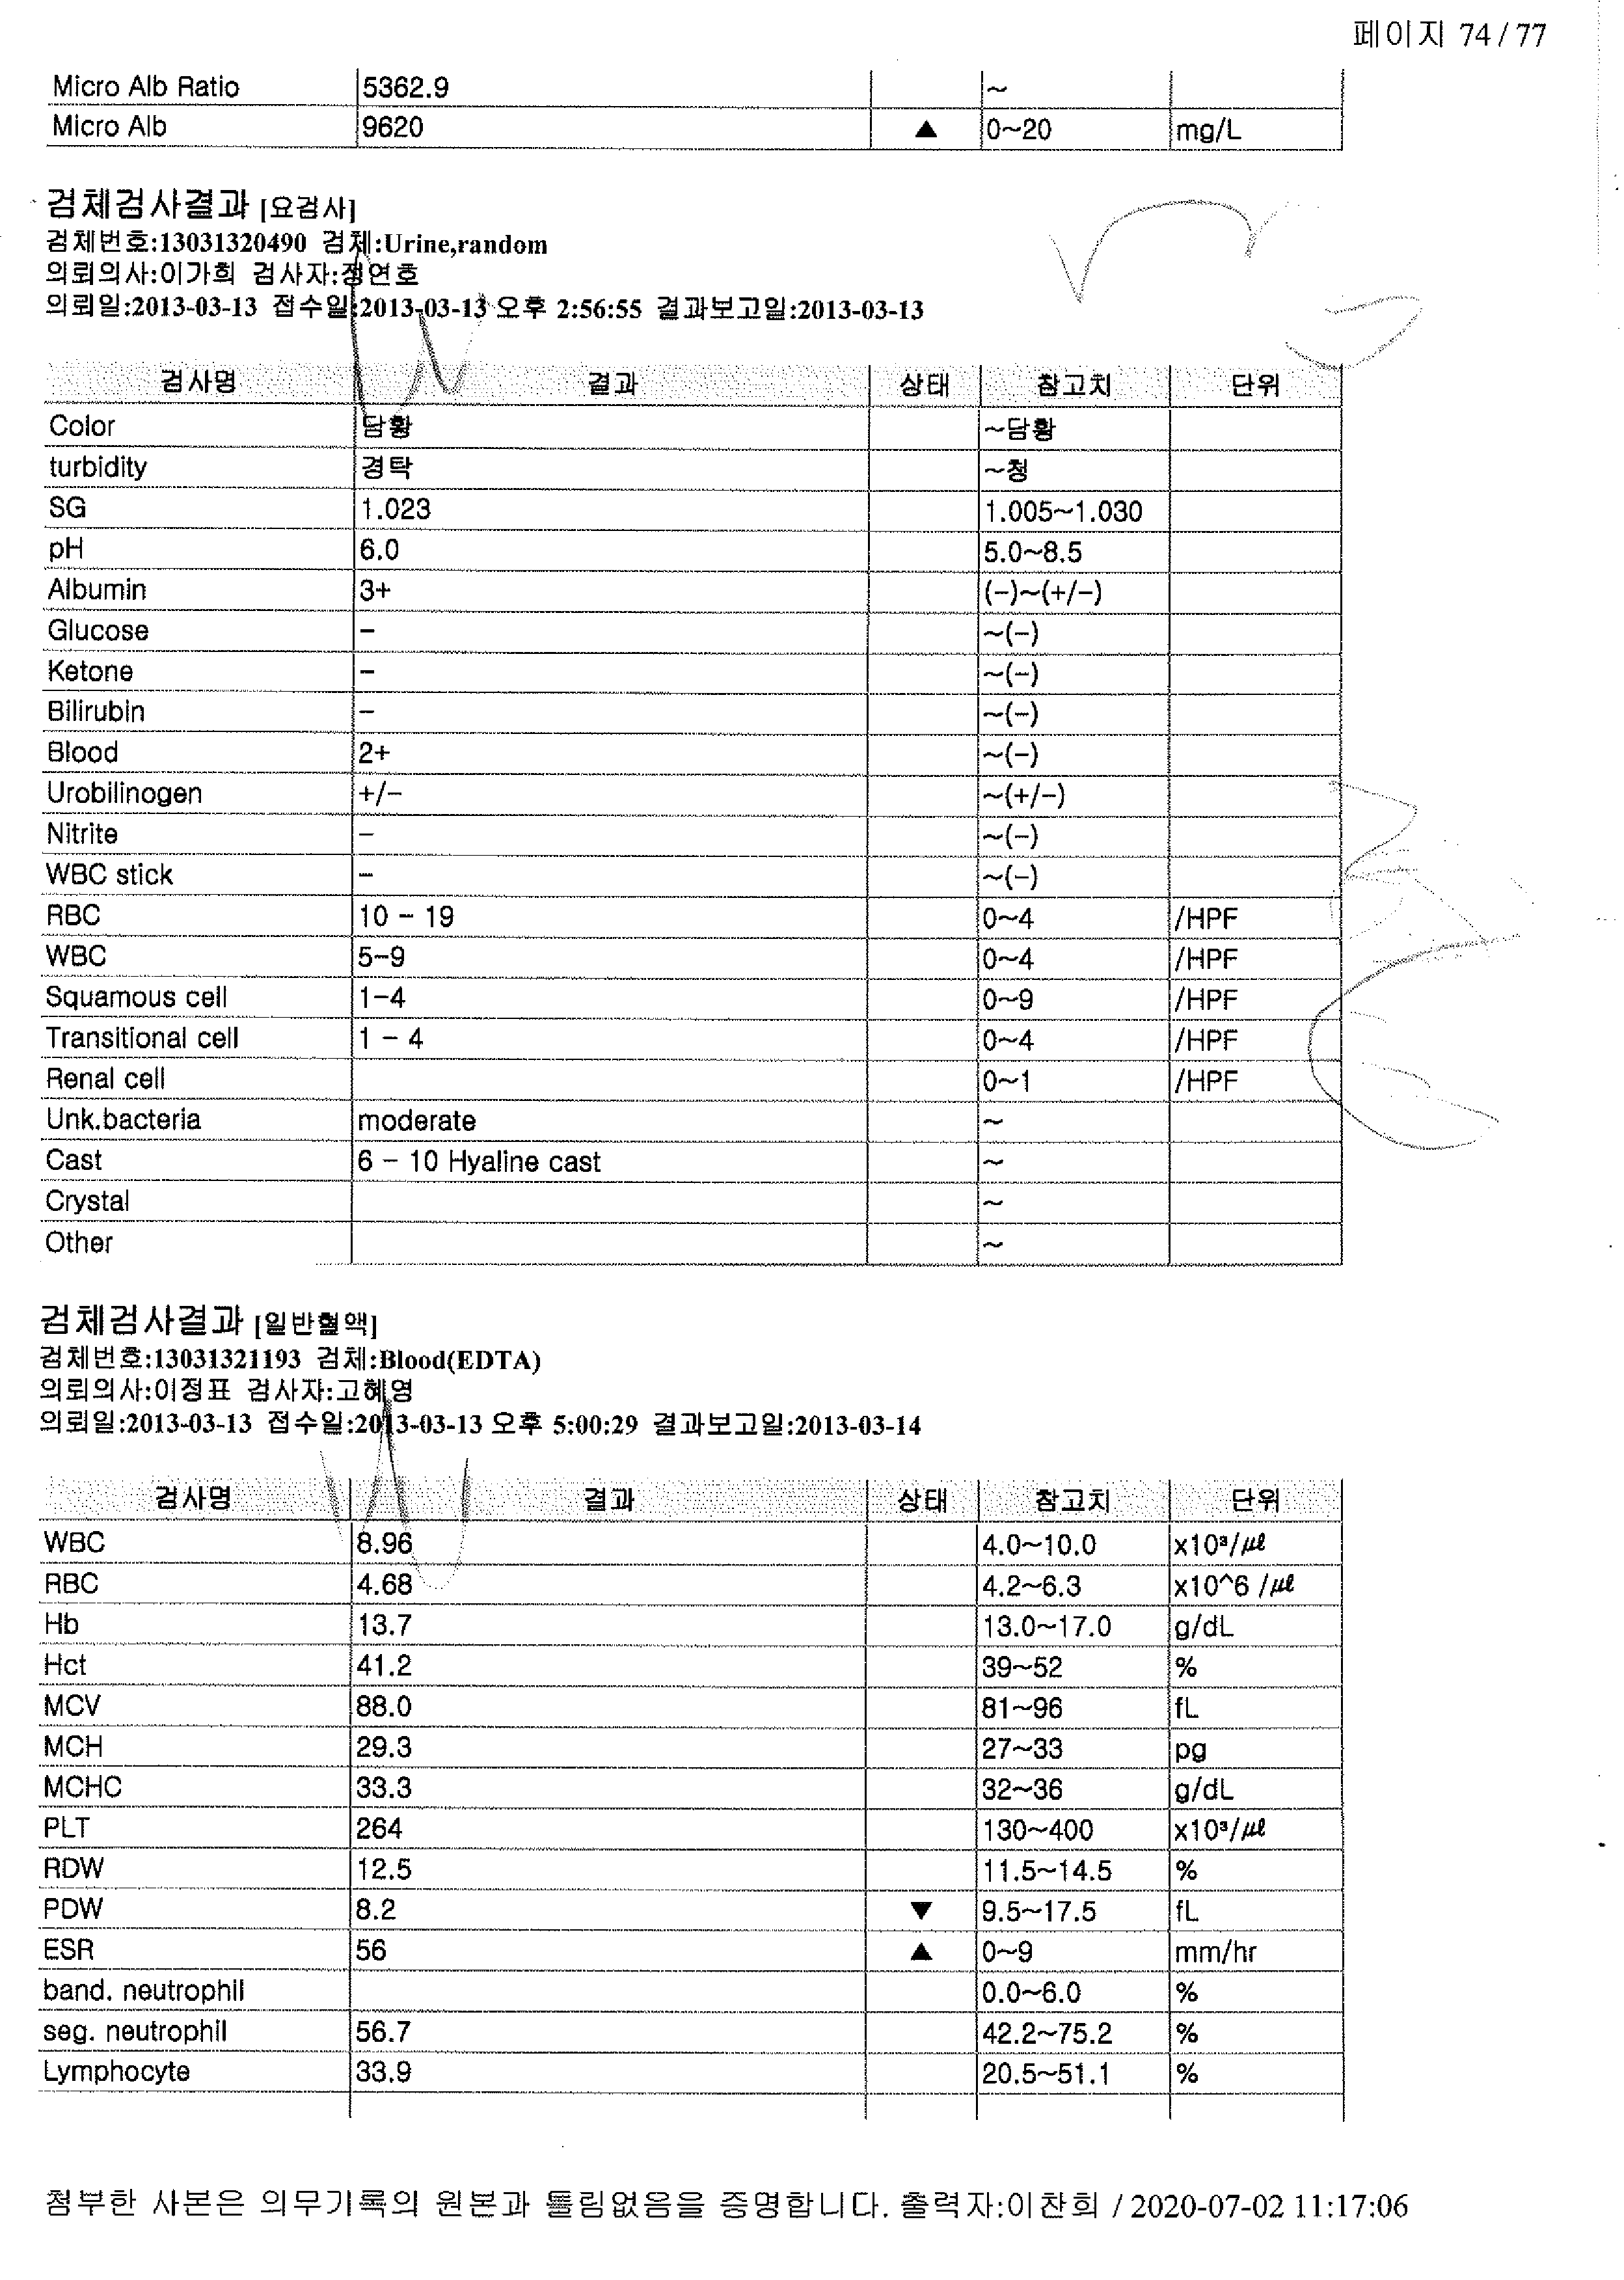 페이지 74 / 77
Micro Alb Ratio 5362.9 ~
Micro Alb 9620 ▲ 0~20 mg/L
검체검사결과 [요검사]
검체번호:13031320490 검체:Urine,random
의뢰의사:이가희 검사자:정연호
의뢰일:2013-03-13 접수일:2013-03-13 오후 2:56:55 결과보고일:2013-03-13
검사명 결과 상태 참고치 단위
Color 담황 ~담황
turbidity 경탁 ~청
SG 1.023 1.005~1.030
pH 6.0 5.0~8.5
Albumin 3+ (-)~(+/-)
Glucose - ~(-)
Ketone - ~(-)
Bilirubin - ~(-)
Blood 2+ ~(-)
Urobilinogen +/- ~(+/-)
Nitrite - ~(-)
WBC stick - ~(-)
RBC 10 - 19 0~4 /HPF
WBC 5-9 0~4 /HPF
Squamous cell 1-4 0~9 /HPF
Transitional cell 1 - 4 0~4 /HPF
Renal cell 0~1 /HPF
Unk.bacteria moderate ~
Cast 6 - 10 Hyaline cast ~
Crystal ~
Other ~
검체검사결과 [일반혈액]
검체번호:13031321193 검체:Blood(EDTA)
의뢰의사:이정표 검사자:고혜영
의뢰일:2013-03-13 접수일:2013-03-13 오후 5:00:29 결과보고일:2013-03-14
검사명 결과 상태 참고치 단위
WBC 8.96 4.0~10.0 x10³/㎕
RBC 4.68 4.2~6.3 x10^6 /㎕
Hb 13.7 13.0~17.0 g/dL
Hct 41.2 39~52 %
MCV 88.0 81~96 fL
MCH 29.3 27~33 pg
MCHC 33.3 32~36 g/dL
PLT 264 130~400 x10³/㎕
RDW 12.5 11.5~14.5 %
PDW 8.2 ▼ 9.5~17.5 fL
ESR 56 ▲ 0~9 mm/hr
band. neutrophil 0.0~6.0 %
seg. neutrophil 56.7 42.2~75.2 %
Lymphocyte 33.9 20.5~51.1 %
첨부한 사본은 의무기록의 원본과 틀림없음을 증명합니다. 출력자:이찬희 / 2020-07-02 11:17:06